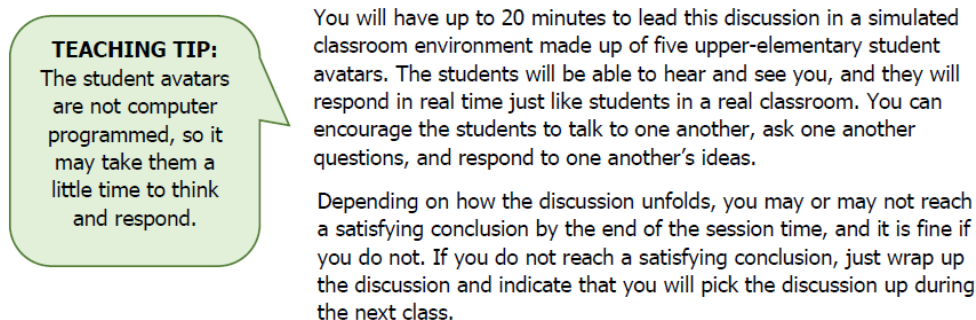 TEACHING TIP:
The student avatars
are not computer
programmed, so it
may take them a
little time to think
and respond.
You will have up to 20 minutes to lead this discussion in a simulated
classroom environment made up of five upper-elementary student
avatars. The students will be able to hear and see you, and they will
respond in real time just like students in a real classroom. You can
encourage the students to talk to one another, ask one another
questions, and respond to one another's ideas.
Depending on how the discussion unfolds, you may or may not reach
a satisfying conclusion by the end of the session time, and it is fine if
you do not. If you do not reach a satisfying conclusion, just wrap up
the discussion and indicate that you will pick the discussion up during
the next class.